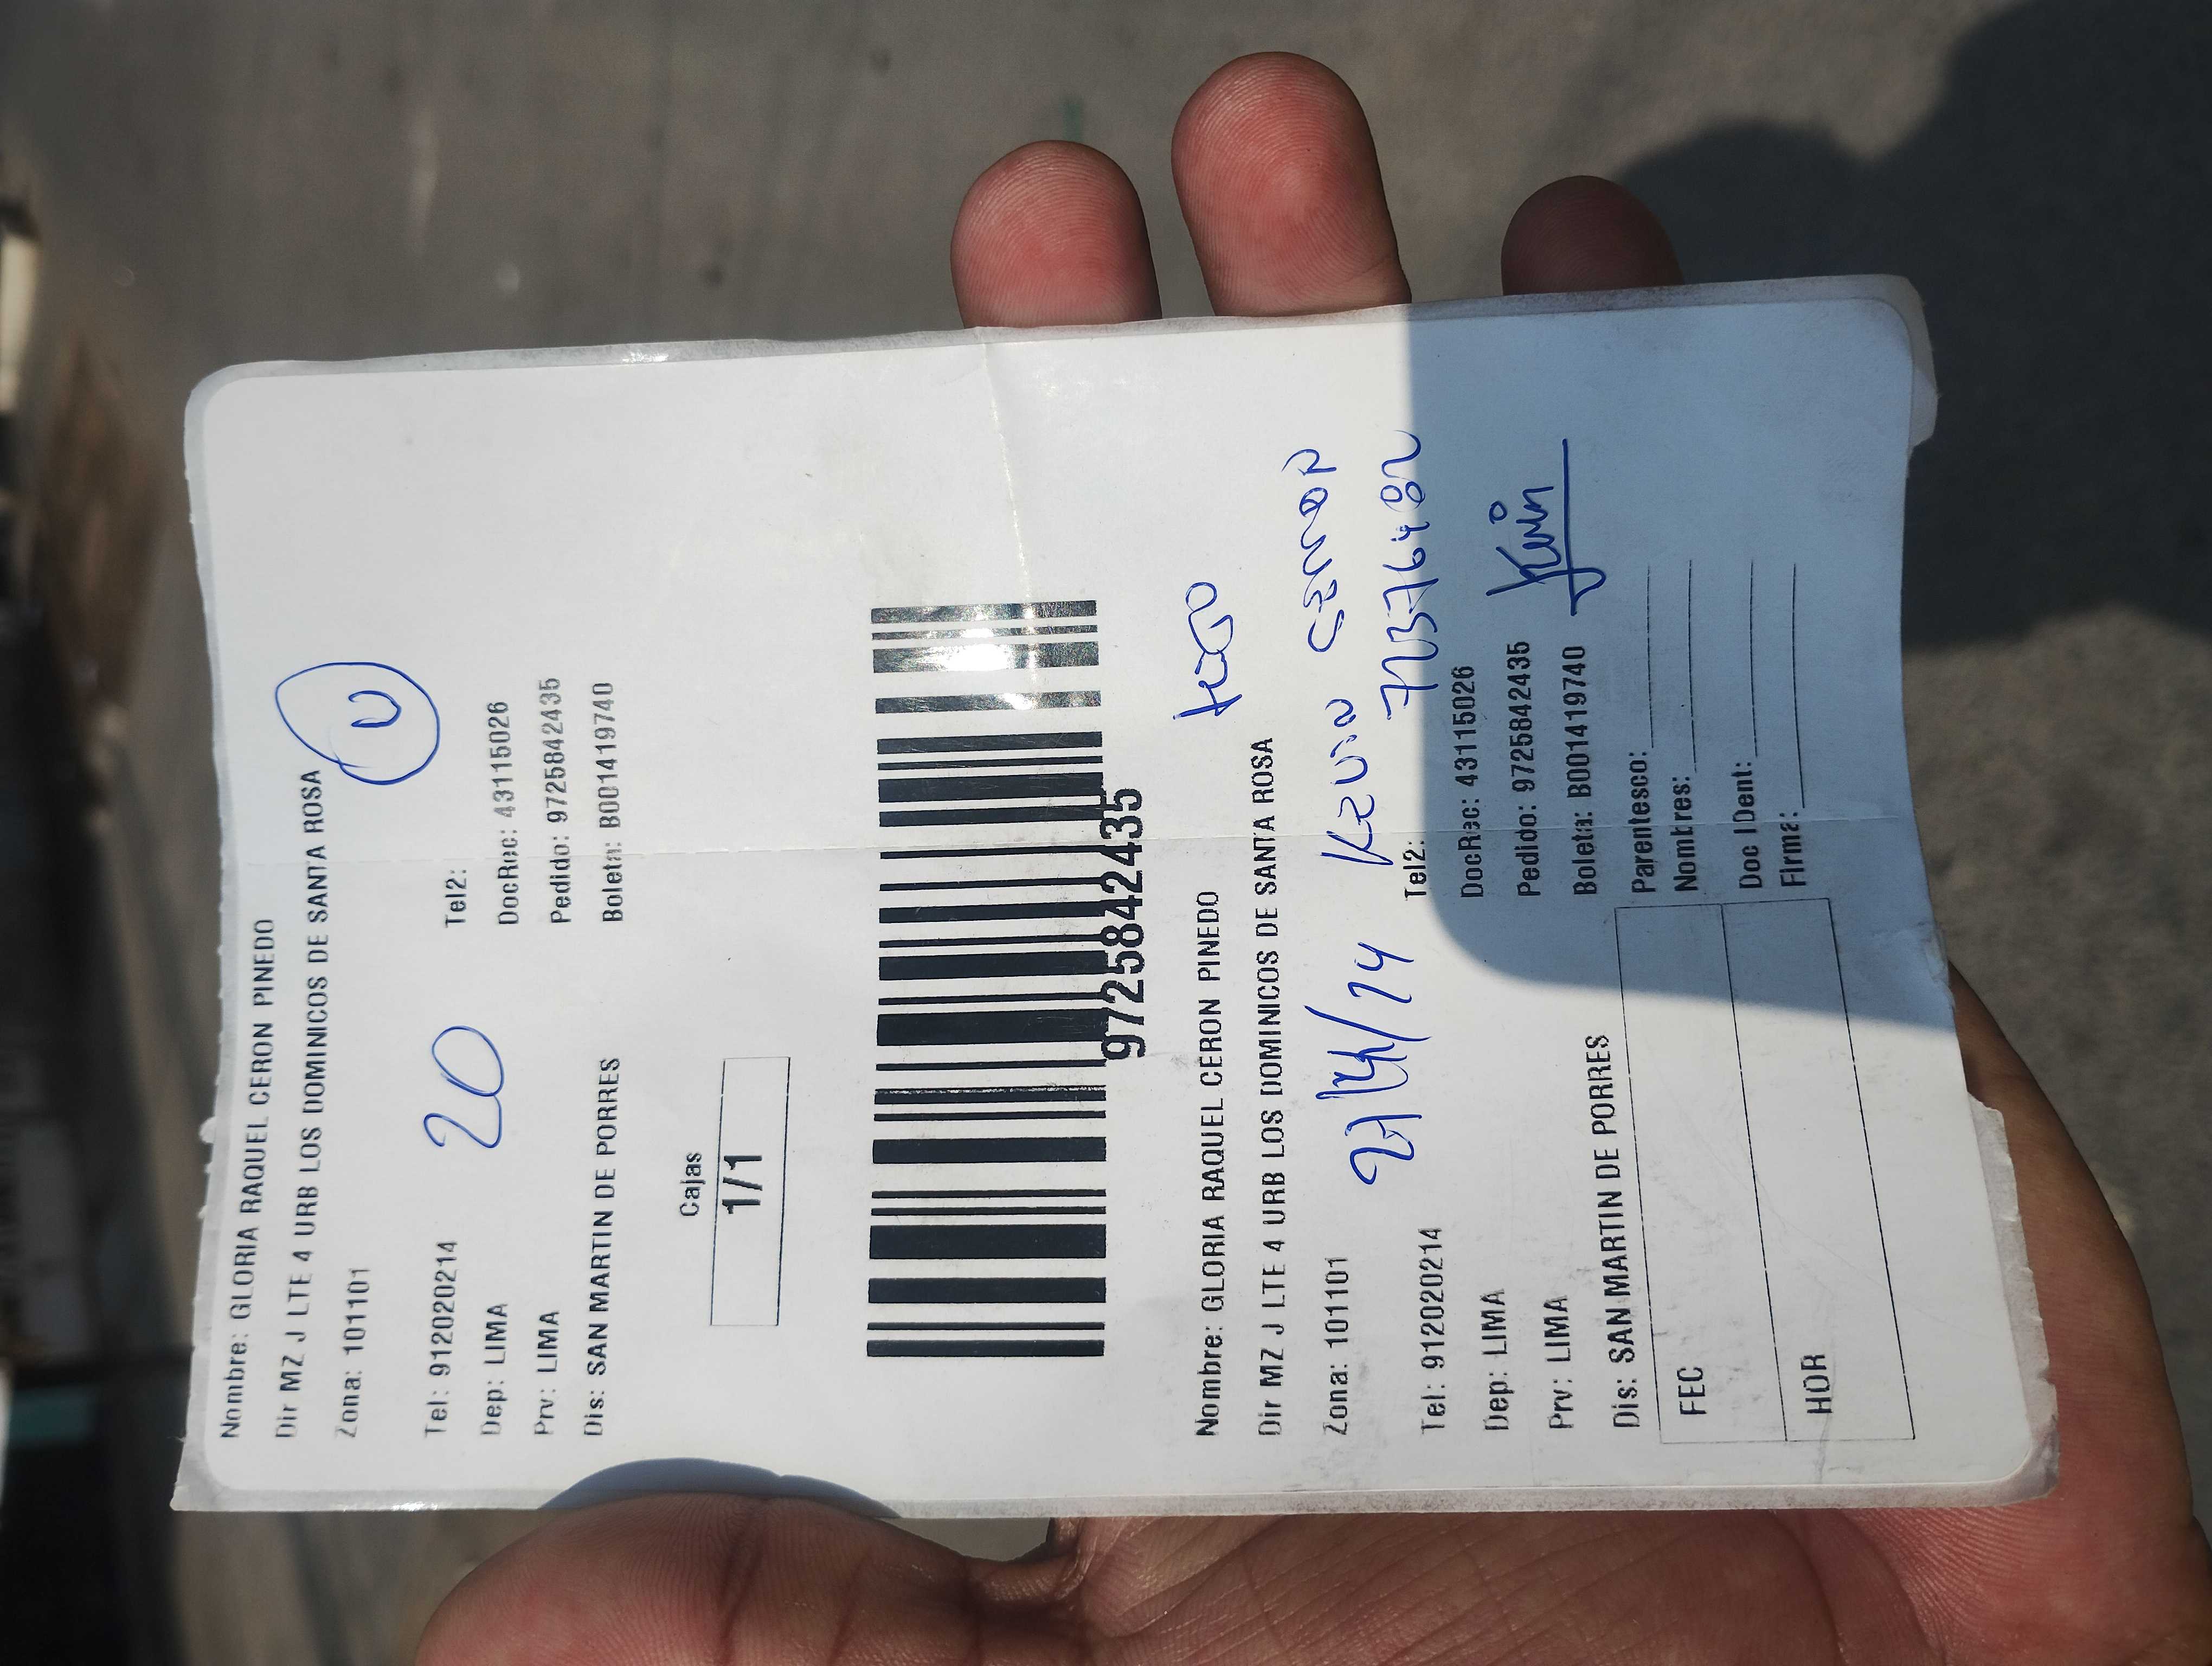 Nombre: GLORIA RAQUEL CERON PINEDO
Dir MZ J LTE 4 URB LOS DOMINICOS DE SANTA ROSA
Zona: 101101
20
Tel: 912020214 Tel2:
Dep: LIMA DocRec: 43115026
Prv: LIMA Pedido: 9725842435
Dis: SAN MARTIN DE PORRES Boleta: B001419740
Cajas
1/1
9725842435
Nombre: GLORIA RAQUEL CERON PINEDO
Dir MZ J LTE 4 URB LOS DOMINICOS DE SANTA ROSA
Zona: 101101 Kevin Ceron
Tel: 912020214 Tel2:
Dep: LIMA DocRec: 43115026
Prv: LIMA Pedido: 9725842435
Kevin
Dis: SAN MARTIN DE PORRES Boleta: B001419740
FEC Parentesco:
Nombres:
HOR Doc IDent:
Firma: